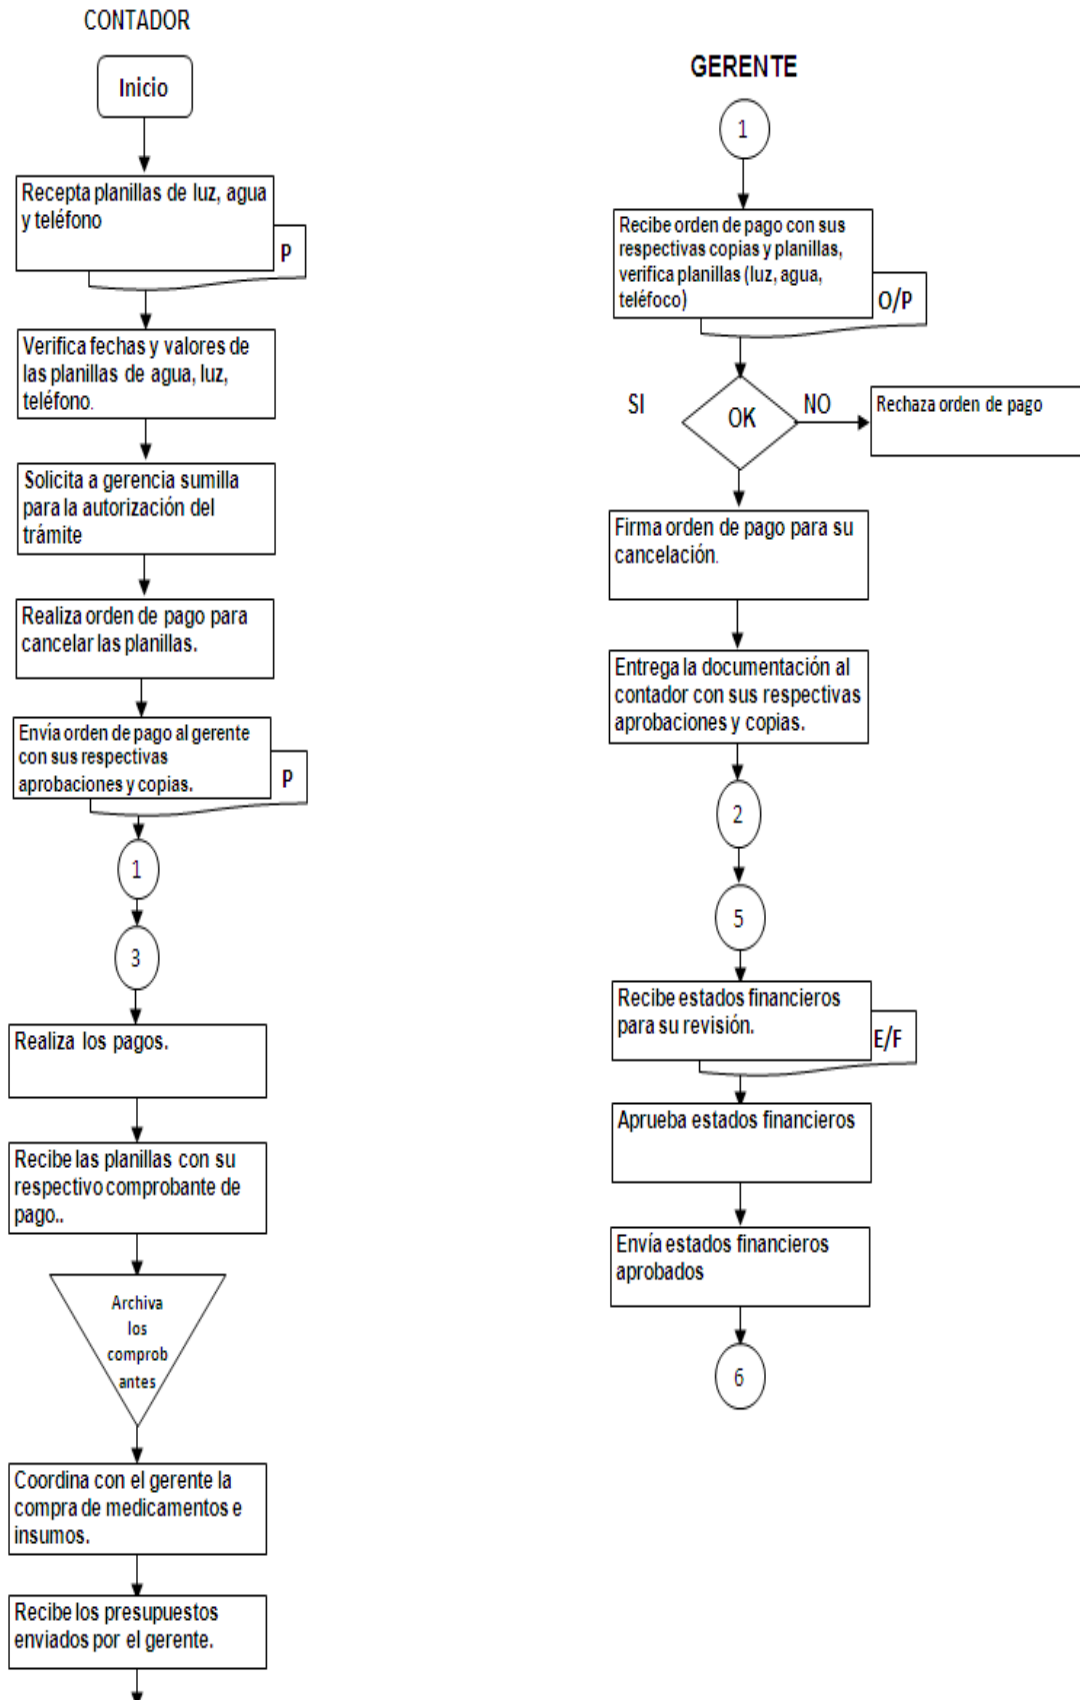 CONTADOR
Inicio
Recepta planillas de luz, agua
y teléfono
P
Verifica fechas y valores de
las planillas de agua, luz,
teléfono.
Solicita a gerencia sumilla
para la autorización del
trámite
Realiza orden de pago para
cancelar las planillas.
Envía orden de pago al gerente
con sus respectivas
aprobaciones y copias.
P
1
3
Realiza los pagos.
Recibe las planillas con su
respectivo comprobante de
pago..
Archiva
los
comprob
antes
Coordina con el gerente la
compra de medicamentos e
insumos.
Recibe los presupuestos
enviados por el gerente.
GERENTE
1
Recibe orden de pago con sus
respectivas copias y planillas,
verifica planillas (luz, agua,
teléfoco)
O/P
SI
OK
NO
Rechaza orden de pago
Firma orden de pago para su
cancelación.
Entrega la documentación al
contador con sus respectivas
aprobaciones y copias.
2
5
Recibe estados financieros
para su revisión.
E/F
Aprueba estados financieros
Envía estados financieros
aprobados
6